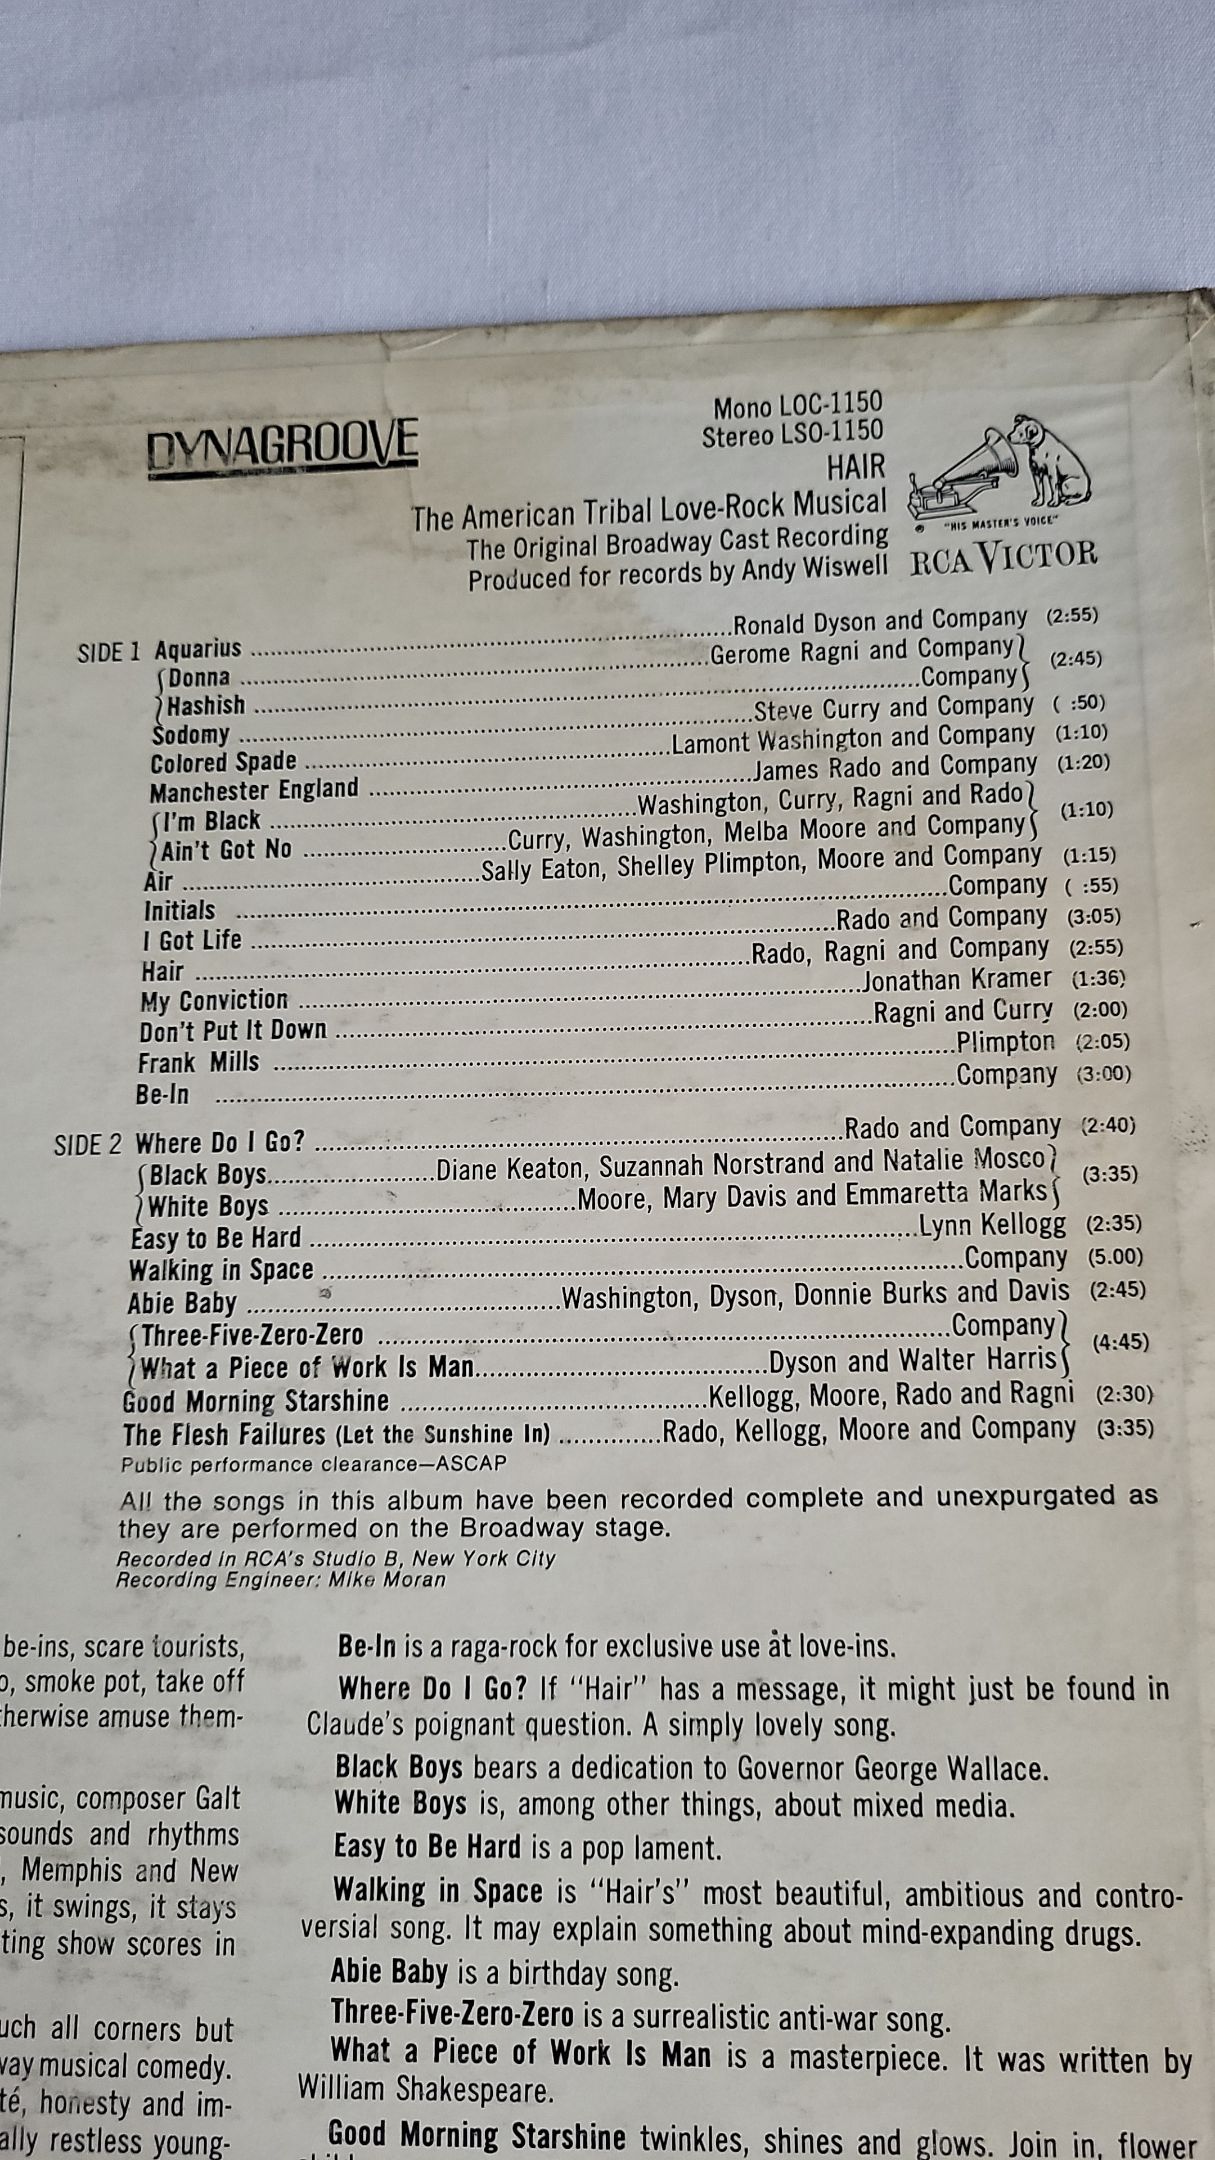 DYNAGROOVE
Mono LOC-1150
Stereo LSO-1150
HAIR
The American Tribal Love-Rock Musical
The Original Broadway Cast Recording
Produced for records by Andy Wiswell
"HIS MASTER'S VOICE"
RCA VICTOR
SIDE 1 Aquarius ........ Ronald Dyson and Company (2:55)
{Donna ........ Gerome Ragni and Company} (2:45)
{Hashish ........ Company}
Sodomy ........ Steve Curry and Company ( :50)
Colored Spade ........ Lamont Washington and Company (1:10)
Manchester England ........ James Rado and Company (1:20)
{I'm Black ........ Washington, Curry, Ragni and Rado} (1:10)
{Ain't Got No ........ Curry, Washington, Melba Moore and Company}
Air ........ Sally Eaton, Shelley Plimpton, Moore and Company (1:15)
Initials ........ Company ( :55)
I Got Life ........ Rado and Company (3:05)
Hair ........ Rado, Ragni and Company (2:55)
My Conviction ........ Jonathan Kramer (1:36)
Don't Put It Down ........ Ragni and Curry (2:00)
Frank Mills ........ Plimpton (2:05)
Be-In ........ Company (3:00)
SIDE 2 Where Do I Go? ........ Rado and Company (2:40)
{Black Boys ........ Diane Keaton, Suzannah Norstrand and Natalie Mosco} (3:35)
{White Boys ........ Moore, Mary Davis and Emmaretta Marks}
Easy to Be Hard ........ Lynn Kellogg (2:35)
Walking in Space ........ Company (5.00)
Abie Baby ........ Washington, Dyson, Donnie Burks and Davis (2:45)
{Three-Five-Zero-Zero ........ Company} (4:45)
{What a Piece of Work Is Man ........ Dyson and Walter Harris}
Good Morning Starshine ........ Kellogg, Moore, Rado and Ragni (2:30)
The Flesh Failures (Let the Sunshine In) ........ Rado, Kellogg, Moore and Company (3:35)
Public performance clearance—ASCAP
All the songs in this album have been recorded complete and unexpurgated as
they are performed on the Broadway stage.
Recorded in RCA's Studio B, New York City
Recording Engineer: Mike Moran
be-ins, scare tourists,
smoke pot, take off
herwise amuse them-
music, composer Galt
sounds and rhythms
, Memphis and New
s, it swings, it stays
ting show scores in
uch all corners but
way musical comedy.
té, honesty and im-
ally restless young-
Be-In is a raga-rock for exclusive use at love-ins.
Where Do I Go? If "Hair" has a message, it might just be found in
Claude's poignant question. A simply lovely song.
Black Boys bears a dedication to Governor George Wallace.
White Boys is, among other things, about mixed media.
Easy to Be Hard is a pop lament.
Walking in Space is "Hair's" most beautiful, ambitious and contro-
versial song. It may explain something about mind-expanding drugs.
Abie Baby is a birthday song.
Three-Five-Zero-Zero is a surrealistic anti-war song.
What a Piece of Work Is Man is a masterpiece. It was written by
William Shakespeare.
Good Morning Starshine twinkles, shines and glows. Join in, flower